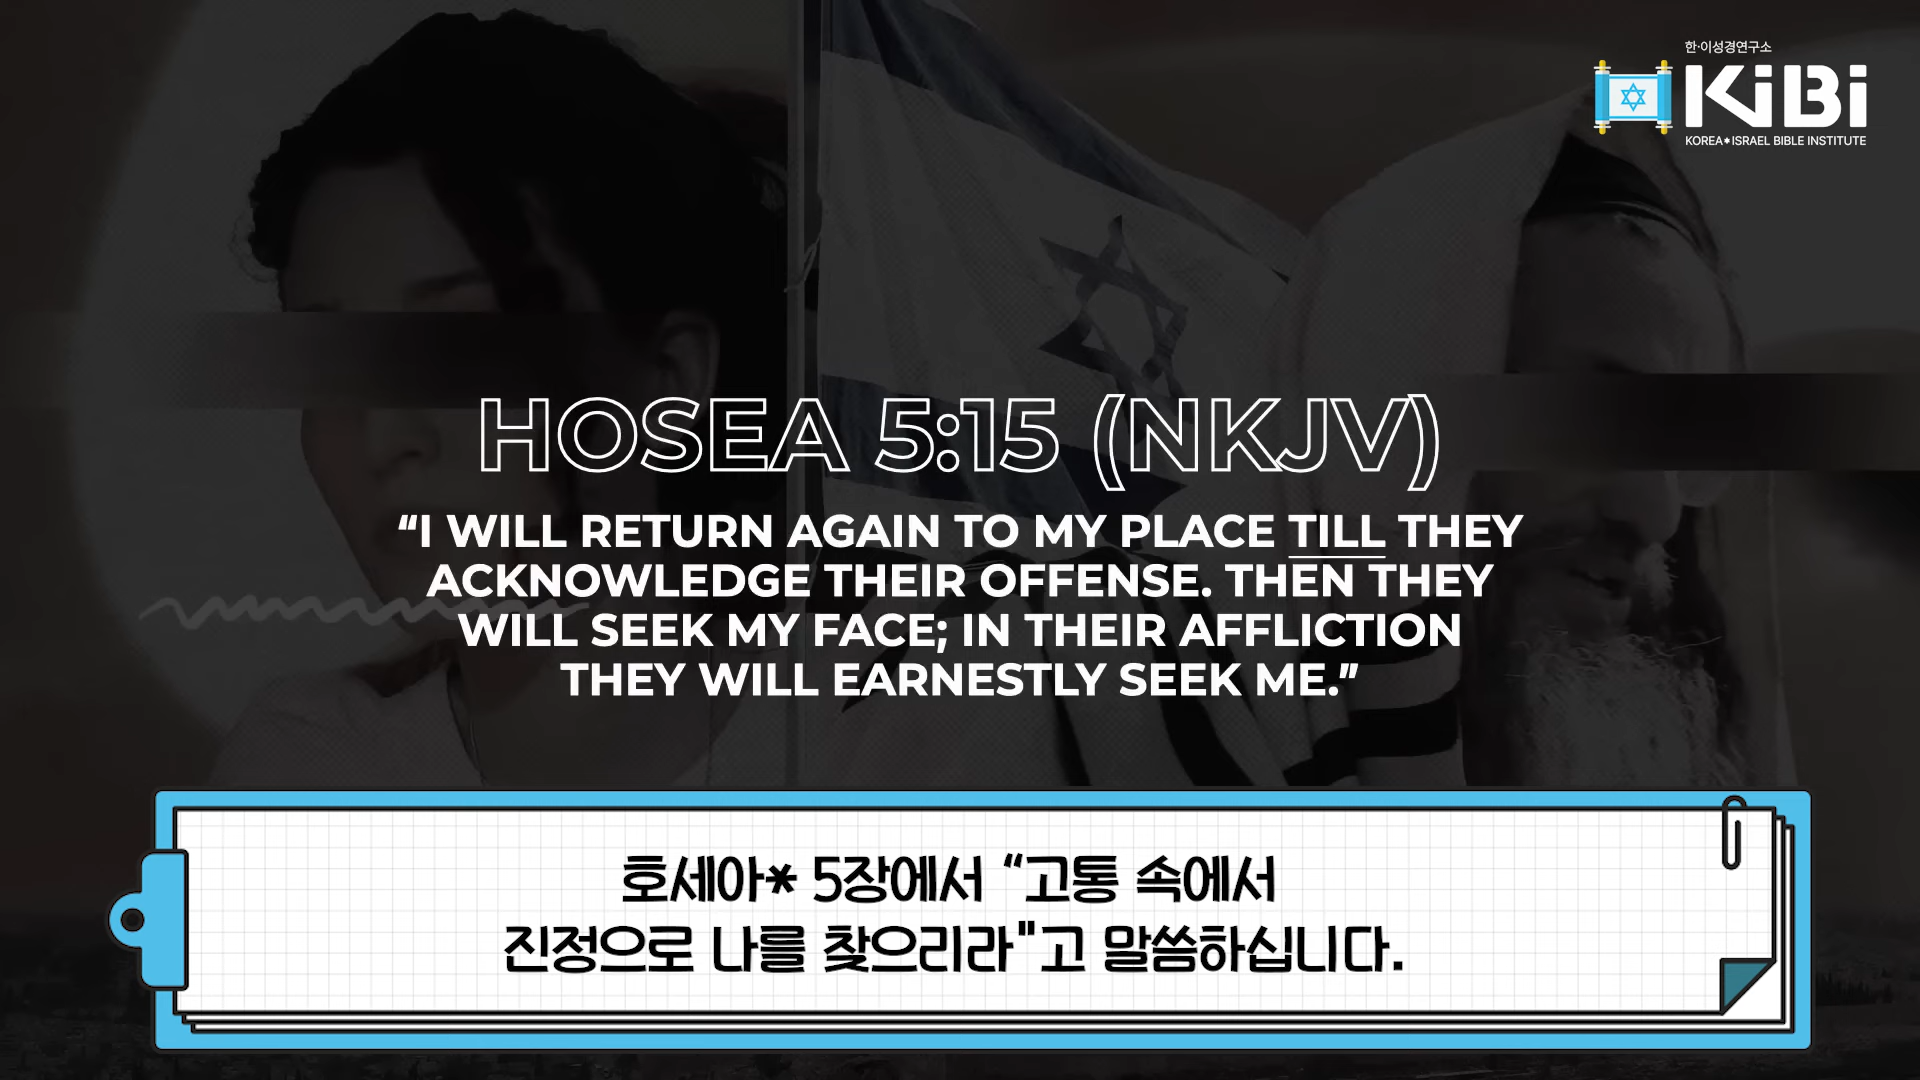 한·이성경연구소
KiBi
KOREA✱ISRAEL BIBLE INSTITUTE
HOSEA 5:15 (NKJV)
“I WILL RETURN AGAIN TO MY PLACE TILL THEY
ACKNOWLEDGE THEIR OFFENSE. THEN THEY
WILL SEEK MY FACE; IN THEIR AFFLICTION
THEY WILL EARNESTLY SEEK ME.”
호세아* 5장에서 “고통 속에서
진정으로 나를 찾으리라"고 말씀하십니다.